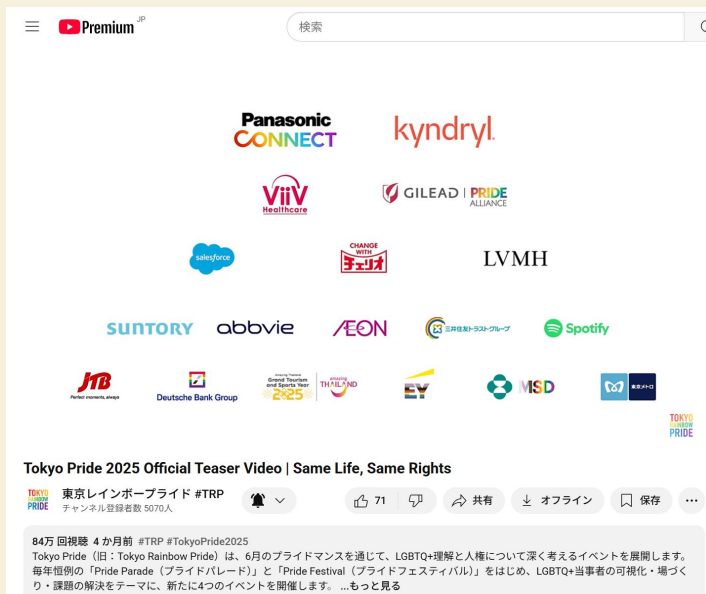 Premium JP
検索
Panasonic
CONNECT
kyndryl.
ViiV
Healthcare
GILEAD | PRIDE
ALLIANCE
salesforce
CHANGE
WITH
チェリオ
LVMH
SUNTORY
abbvie
ÆON
三井住友トラストグループ
Spotify
JTB
Perfect moments, always
Deutsche Bank Group
Amazing Thailand
Grand Tourism
and Sports Year
2025
amazing
THAILAND
EY
MSD
東京メトロ
TOKYO
RAINBOW
PRIDE
Tokyo Pride 2025 Official Teaser Video | Same Life, Same Rights
TOKYO
RAINBOW
PRIDE
東京レインボープライド #TRP
チャンネル登録者数 5070人
71
共有
オフライン
保存
84万 回視聴 4 か月前 #TRP #TokyoPride2025
Tokyo Pride（旧：Tokyo Rainbow Pride）は、6月のプライドマンスを通じて、LGBTQ+理解と人権について深く考えるイベントを展開します。
毎年恒例の「Pride Parade（プライドパレード）」と「Pride Festival（プライドフェスティバル）」をはじめ、LGBTQ+当事者の可視化・場づく
り・課題の解決をテーマに、新たに4つのイベントを開催します。 ...もっと見る